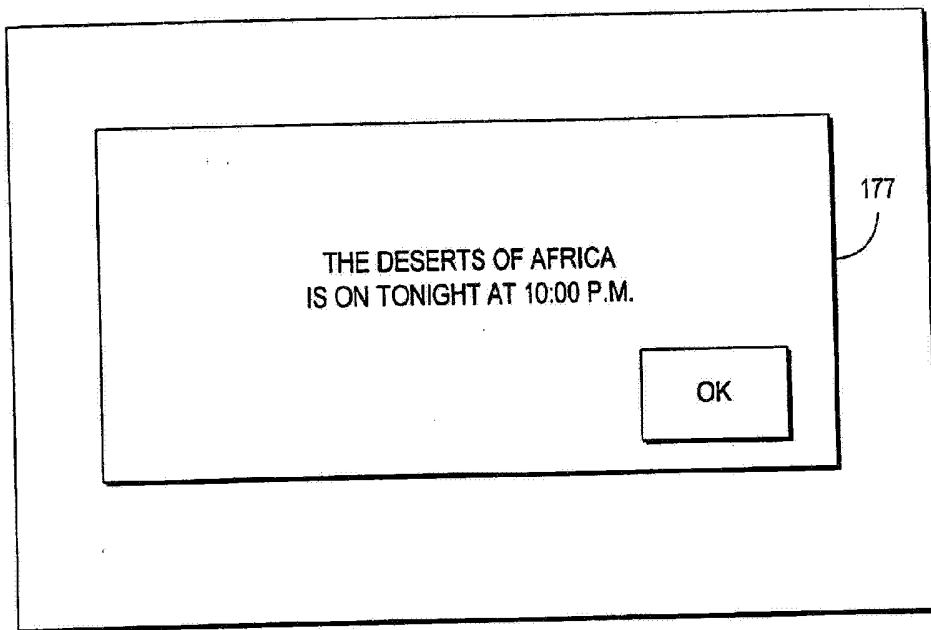 177
THE DESERTS OF AFRICA
IS ON TONIGHT AT 10:00 P.M.
OK